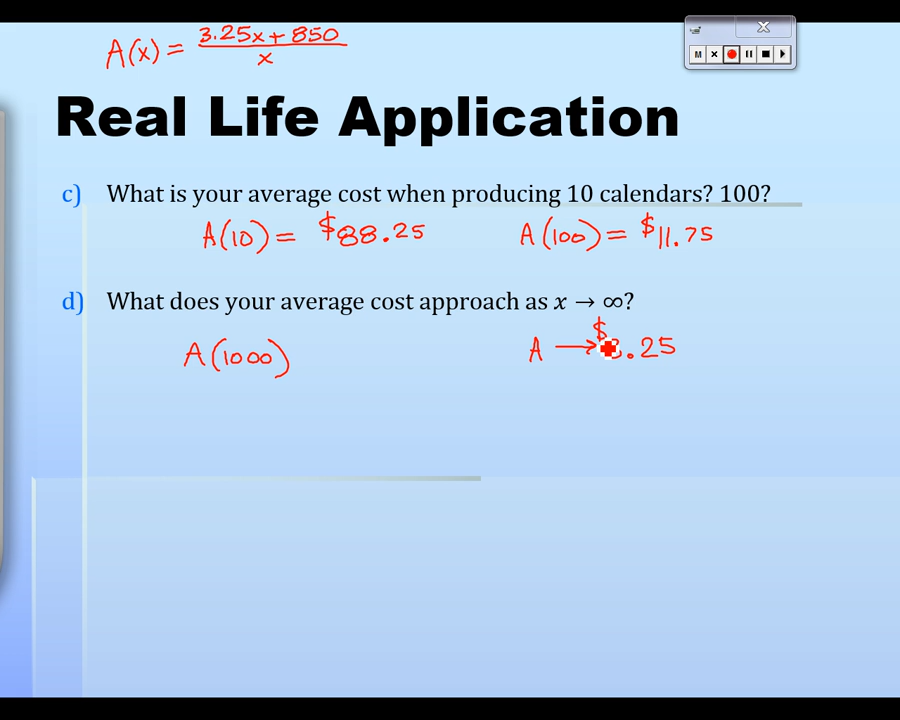 A(x) = 3.25x + 850 / x
M
Real Life Application
c) What is your average cost when producing 10 calendars? 100?
A(10) = $88.25 A(100) = $11.75
d) What does your average cost approach as x → ∞?
A(1000) A → $ .25